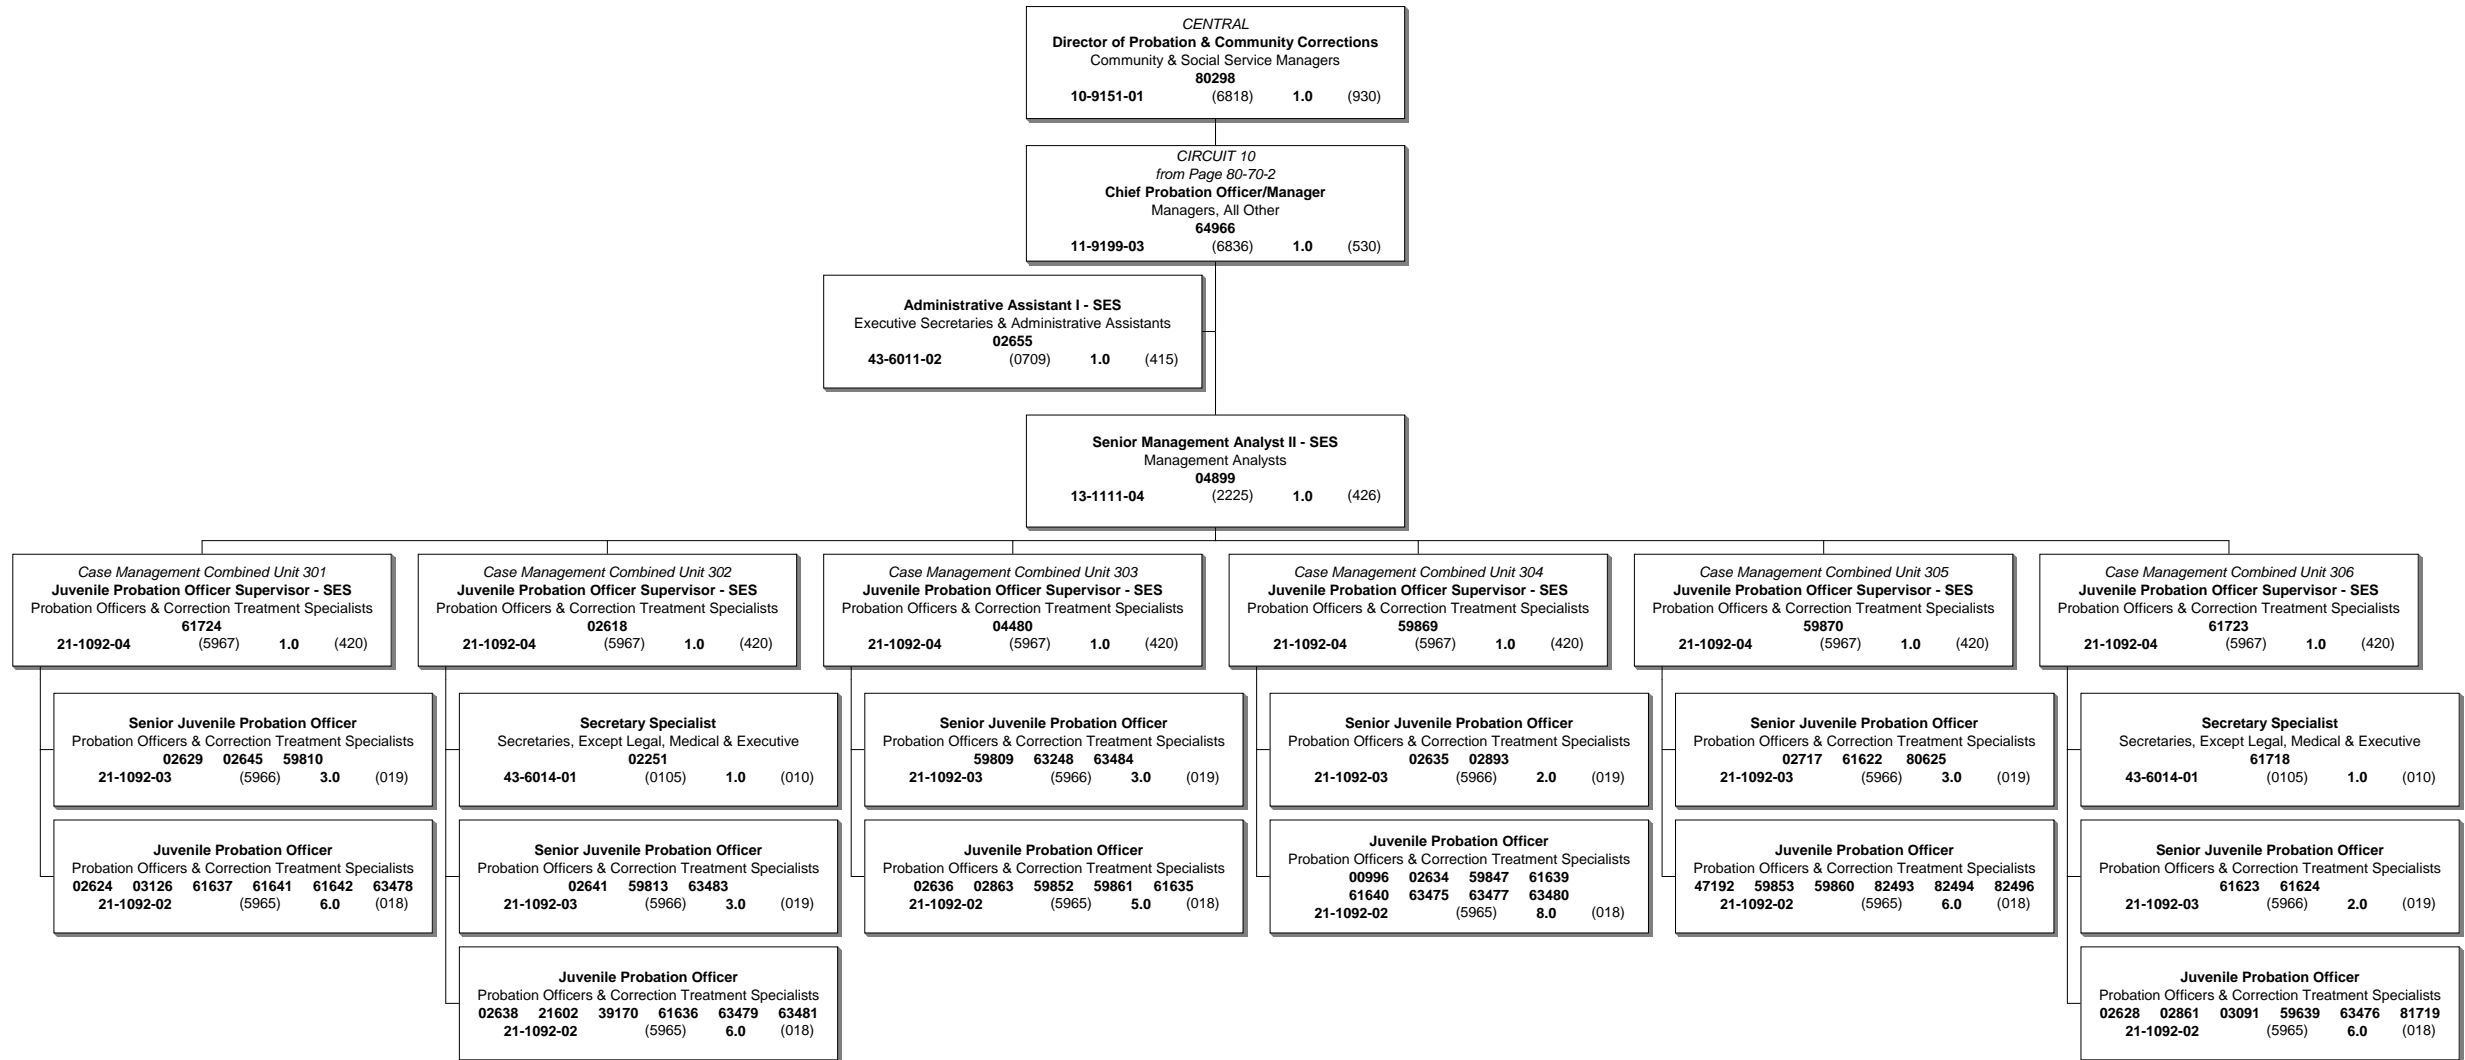 CENTRAL
Director of Probation & Community Corrections
Community & Social Service Managers
80298
10-9151-01 (6818) 1.0 (930)
CIRCUIT 10
from Page 80-70-2
Chief Probation Officer/Manager
Managers, All Other
64966
11-9199-03 (6836) 1.0 (530)
Administrative Assistant I - SES
Executive Secretaries & Administrative Assistants
02655
43-6011-02 (0709) 1.0 (415)
Senior Management Analyst II - SES
Management Analysts
04899
13-1111-04 (2225) 1.0 (426)
Case Management Combined Unit 301
Juvenile Probation Officer Supervisor - SES
Probation Officers & Correction Treatment Specialists
61724
21-1092-04 (5967) 1.0 (420)
Senior Juvenile Probation Officer
Probation Officers & Correction Treatment Specialists
02629 02645 59810
21-1092-03 (5966) 3.0 (019)
Juvenile Probation Officer
Probation Officers & Correction Treatment Specialists
02624 03126 61637 61641 61642 63478
21-1092-02 (5965) 6.0 (018)
Case Management Combined Unit 302
Juvenile Probation Officer Supervisor - SES
Probation Officers & Correction Treatment Specialists
02618
21-1092-04 (5967) 1.0 (420)
Secretary Specialist
Secretaries, Except Legal, Medical & Executive
02251
43-6014-01 (0105) 1.0 (010)
Senior Juvenile Probation Officer
Probation Officers & Correction Treatment Specialists
02641 59813 63483
21-1092-03 (5966) 3.0 (019)
Juvenile Probation Officer
Probation Officers & Correction Treatment Specialists
02638 21602 39170 61636 63479 63481
21-1092-02 (5965) 6.0 (018)
Case Management Combined Unit 303
Juvenile Probation Officer Supervisor - SES
Probation Officers & Correction Treatment Specialists
04480
21-1092-04 (5967) 1.0 (420)
Senior Juvenile Probation Officer
Probation Officers & Correction Treatment Specialists
59809 63248 63484
21-1092-03 (5966) 3.0 (019)
Juvenile Probation Officer
Probation Officers & Correction Treatment Specialists
02636 02863 59852 59861 61635
21-1092-02 (5965) 5.0 (018)
Case Management Combined Unit 304
Juvenile Probation Officer Supervisor - SES
Probation Officers & Correction Treatment Specialists
59869
21-1092-04 (5967) 1.0 (420)
Senior Juvenile Probation Officer
Probation Officers & Correction Treatment Specialists
02635 02893
21-1092-03 (5966) 2.0 (019)
Juvenile Probation Officer
Probation Officers & Correction Treatment Specialists
00996 02634 59847 61639
61640 63475 63477 63480
21-1092-02 (5965) 8.0 (018)
Case Management Combined Unit 305
Juvenile Probation Officer Supervisor - SES
Probation Officers & Correction Treatment Specialists
59870
21-1092-04 (5967) 1.0 (420)
Senior Juvenile Probation Officer
Probation Officers & Correction Treatment Specialists
02717 61622 80625
21-1092-03 (5966) 3.0 (019)
Juvenile Probation Officer
Probation Officers & Correction Treatment Specialists
47192 59853 59860 82493 82494 82496
21-1092-02 (5965) 6.0 (018)
Case Management Combined Unit 306
Juvenile Probation Officer Supervisor - SES
Probation Officers & Correction Treatment Specialists
61723
21-1092-04 (5967) 1.0 (420)
Secretary Specialist
Secretaries, Except Legal, Medical & Executive
61718
43-6014-01 (0105) 1.0 (010)
Senior Juvenile Probation Officer
Probation Officers & Correction Treatment Specialists
61623 61624
21-1092-03 (5966) 2.0 (019)
Juvenile Probation Officer
Probation Officers & Correction Treatment Specialists
02628 02861 03091 59639 63476 81719
21-1092-02 (5965) 6.0 (018)